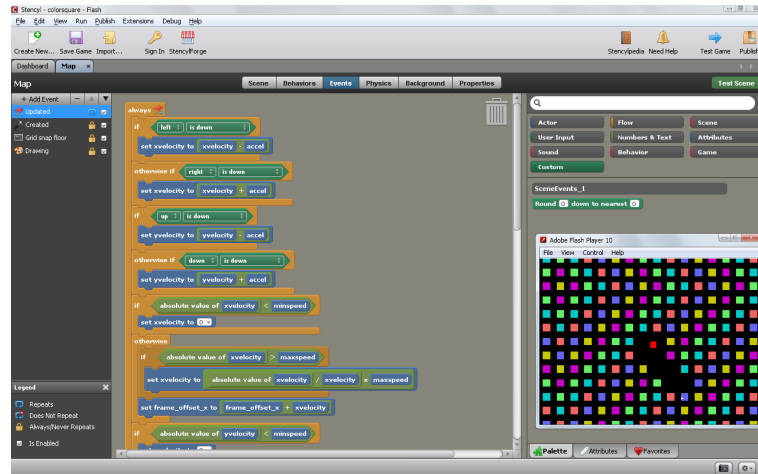 Stencyl - colorsquare - Flash
File Edit View Run Publish Extensions Debug Help
Create New... Save Game Import... Sign In StencylForge Stencylpedia Need Help Test Game Publish
Dashboard Map ×
Map Scene Behaviors Events Physics Background Properties Test Scene
+ Add Event
Updated
Created
Grid snap floor
Drawing
always
if left is down
set xvelocity to xvelocity - accel
otherwise if right is down
set xvelocity to xvelocity + accel
if up is down
set yvelocity to yvelocity - accel
otherwise if down is down
set yvelocity to yvelocity + accel
if absolute value of xvelocity < minspeed
set xvelocity to 0
otherwise
if absolute value of xvelocity > maxspeed
set xvelocity to absolute value of xvelocity / xvelocity x maxspeed
set frame_offset_x to frame_offset_x + xvelocity
if absolute value of yvelocity < minspeed
Legend
Repeats
Does Not Repeat
Always/Never Repeats
Is Enabled
Actor Flow Scene
User Input Numbers & Text Attributes
Sound Behavior Game
Custom
SceneEvents_1
Round 0 down to nearest 0
Adobe Flash Player 10
File View Control Help
Palette Attributes Favorites